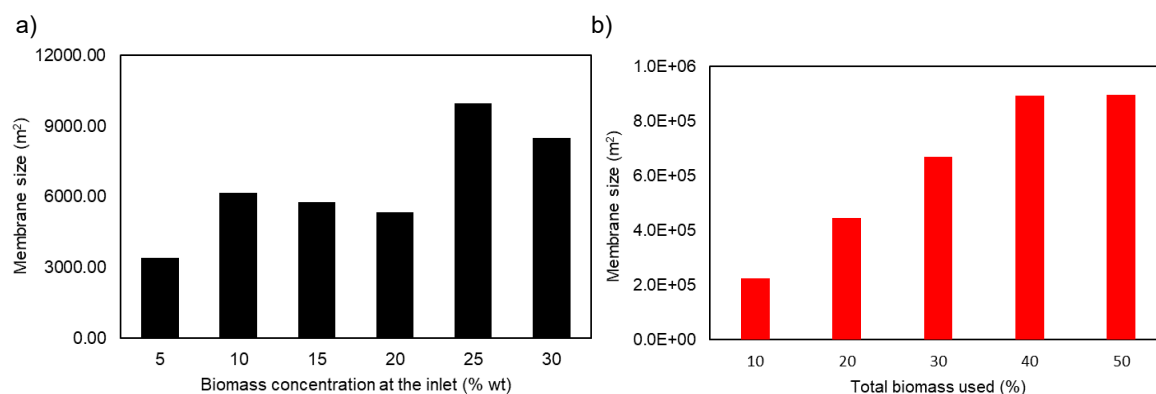 a)
12000.00
9000.00
6000.00
3000.00
0.00
Membrane size (m²)
5 10 15 20 25 30
Biomass concentration at the inlet (% wt)
b)
1.0E+06
8.0E+05
6.0E+05
4.0E+05
2.0E+05
0.0E+00
Membrane size (m²)
10 20 30 40 50
Total biomass used (%)